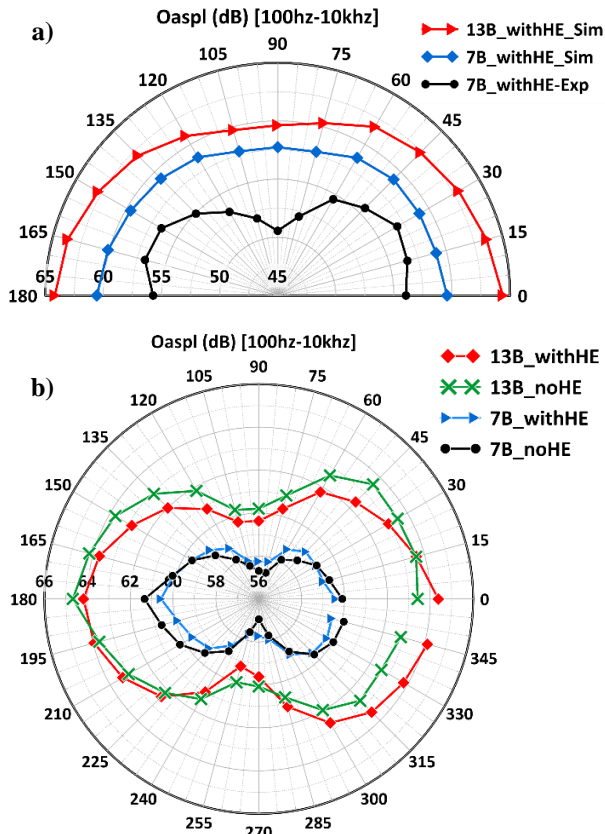 a)
Oaspl (dB) [100hz-10khz]
13B_withHE_Sim
7B_withHE_Sim
7B_withHE-Exp
90
105
75
120
60
135
45
150
30
165
15
65 60 55 50 45
180
0
b)
Oaspl (dB) [100hz-10khz]
13B_withHE
13B_noHE
7B_withHE
7B_noHE
90
105
75
120
60
135
45
150
30
165
15
66 64 62 60 58 56
180
0
195
345
210
330
225
315
240
300
255
285
270